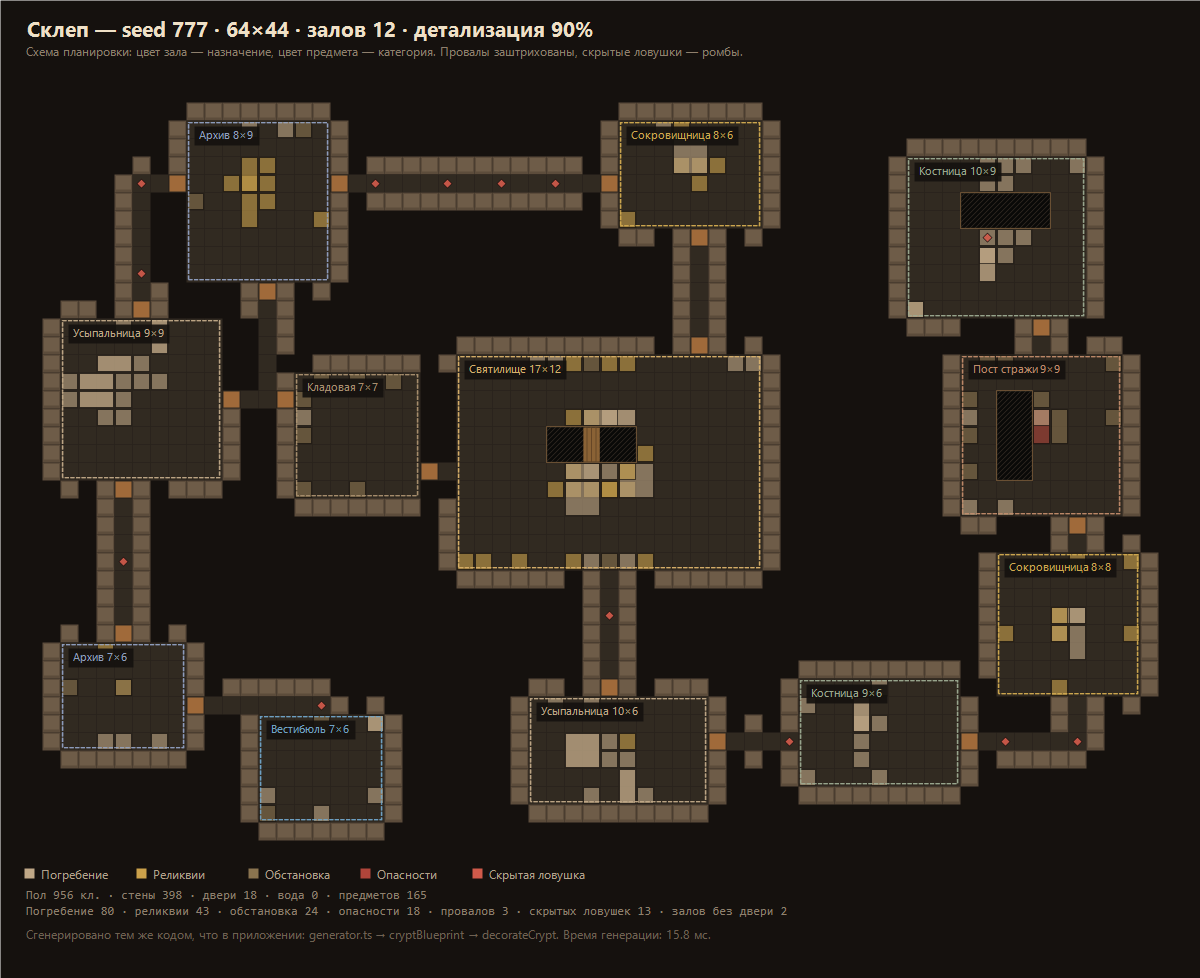 Склеп — seed 777 · 64×44 · залов 12 · детализация 90%
Схема планировки: цвет зала — назначение, цвет предмета — категория. Провалы заштрихованы, скрытые ловушки — ромбы.
Архив 8×9
Сокровищница 8×6
Костница 10×9
Усыпальница 9×9
Кладовая 7×7
Святилище 17×12
Пост стражи 9×9
Сокровищница 8×8
Архив 7×6
Вестибюль 7×6
Усыпальница 10×6
Костница 9×6
Погребение
Реликвии
Обстановка
Опасности
Скрытая ловушка
Пол 956 кл. · стены 398 · двери 18 · вода 0 · предметов 165
Погребение 80 · реликвии 43 · обстановка 24 · опасности 18 · провалов 3 · скрытых ловушек 13 · залов без двери 2
Сгенерировано тем же кодом, что в приложении: generator.ts → cryptBlueprint → decorateCrypt. Время генерации: 15.8 мс.